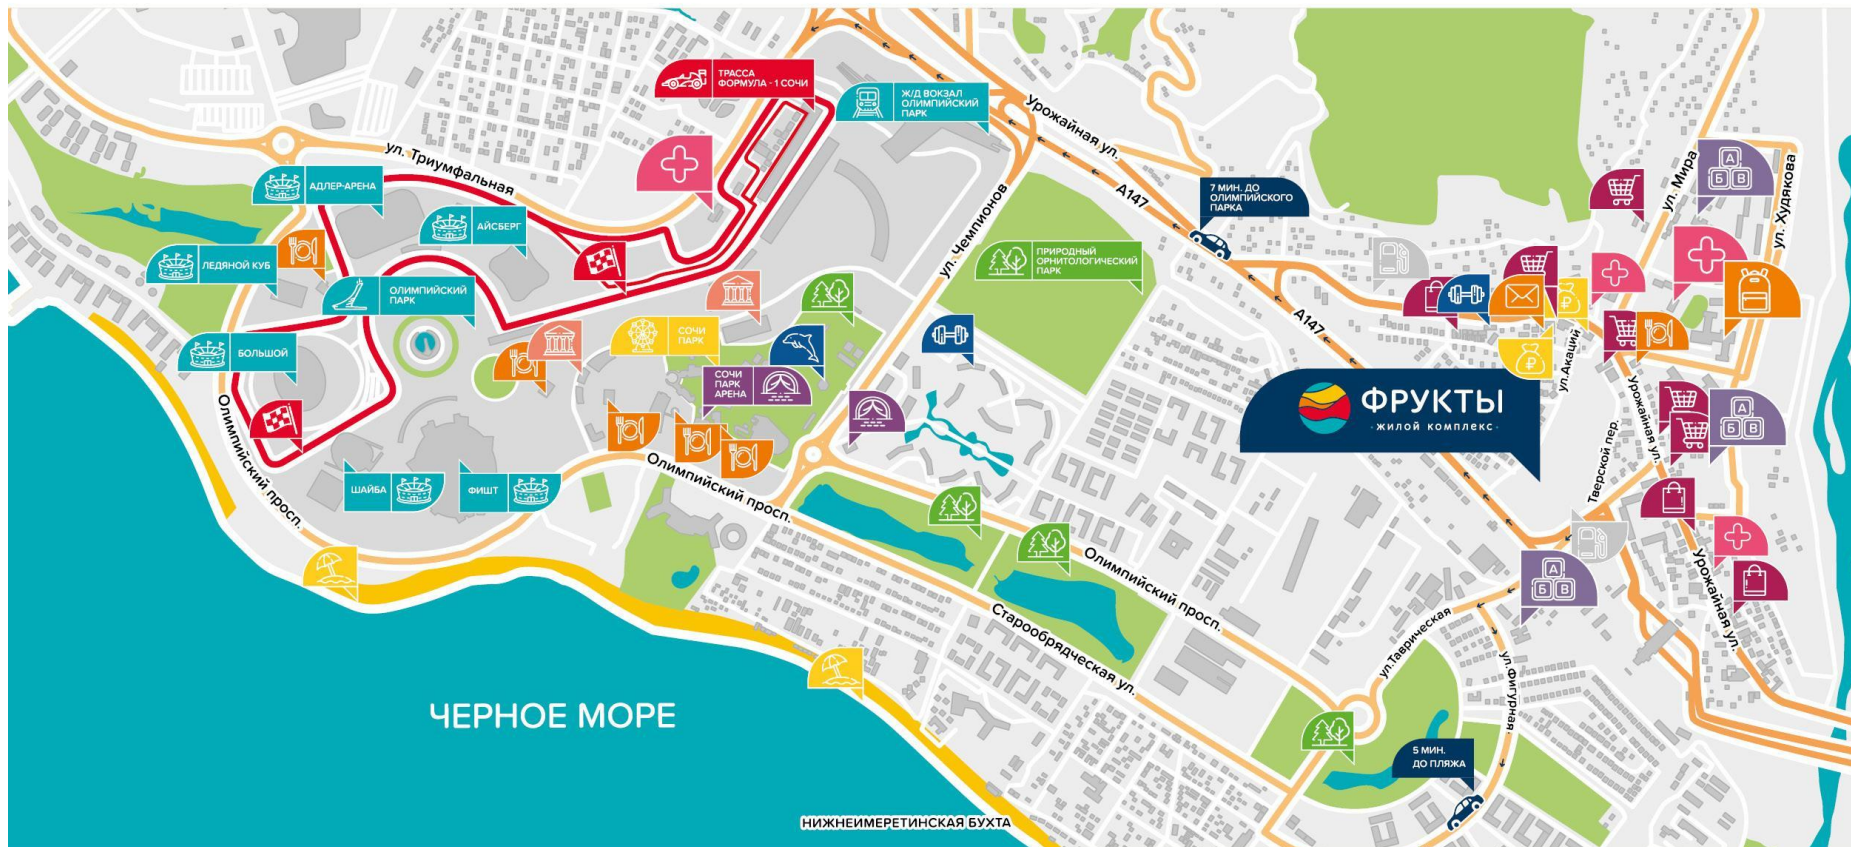 ТРАССА
ФОРМУЛА - 1 СОЧИ
Ж/Д ВОКЗАЛ
ОЛИМПИЙСКИЙ
ПАРК
Урожайная ул.
ул. Триумфальная
АДЛЕР-АРЕНА
АЙСБЕРГ
ЛЕДЯНОЙ КУБ
ОЛИМПИЙСКИЙ
ПАРК
БОЛЬШОЙ
ул. Чемпионов
А147
7 МИН. ДО
ОЛИМПИЙСКОГО
ПАРКА
ПРИРОДНЫЙ
ОРНИТОЛОГИЧЕСКИЙ
ПАРК
ул. Мира
ул. Худякова
А
Б В
А147
СОЧИ
ПАРК
СОЧИ
ПАРК
АРЕНА
₽
₽
ул.Акаций
ФРУКТЫ
· ЖИЛОЙ КОМПЛЕКС ·
Урожайная ул.
А
Б В
Тверской пер.
Олимпийский просп.
ШАЙБА
ФИШТ
Олимпийский просп.
Олимпийский просп.
Старообрядческая ул.
А
Б В
Урожайная ул.
ул.Таврическая
ул.Фигурная
ЧЕРНОЕ МОРЕ
5 МИН.
ДО ПЛЯЖА
НИЖНЕИМЕРЕТИНСКАЯ БУХТА